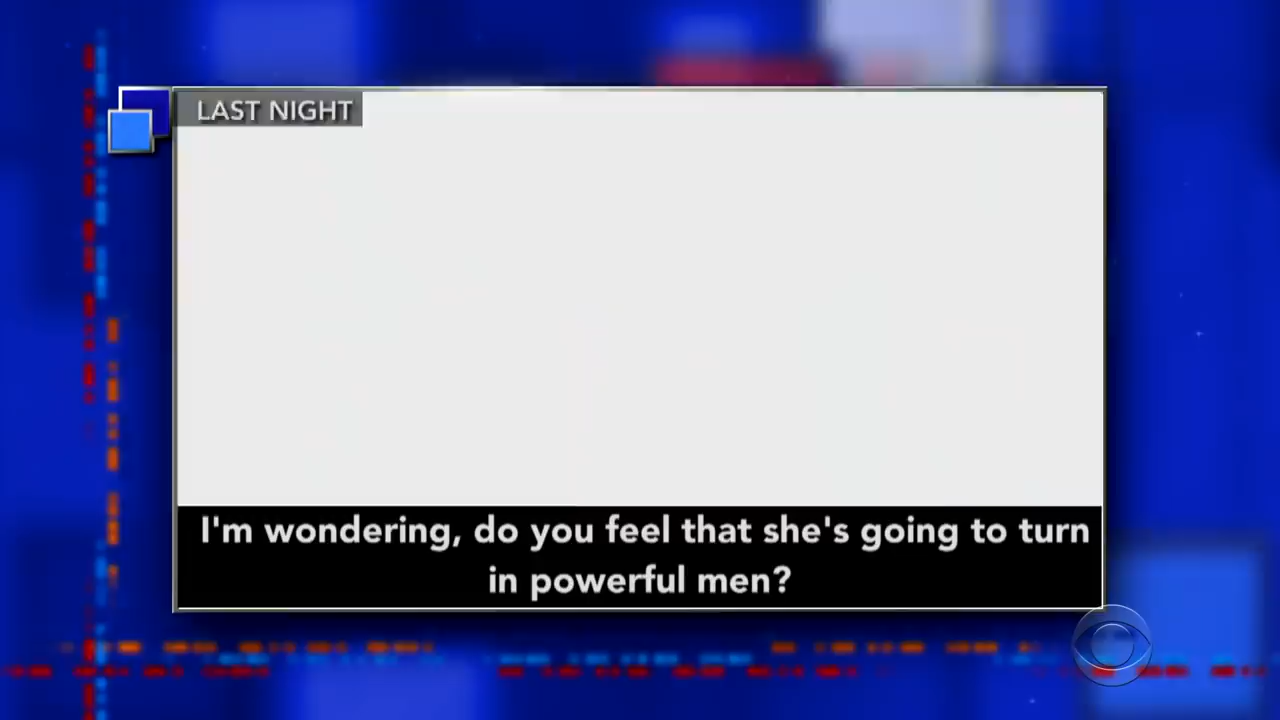 LAST NIGHT
I'm wondering, do you feel that she's going to turn
in powerful men?